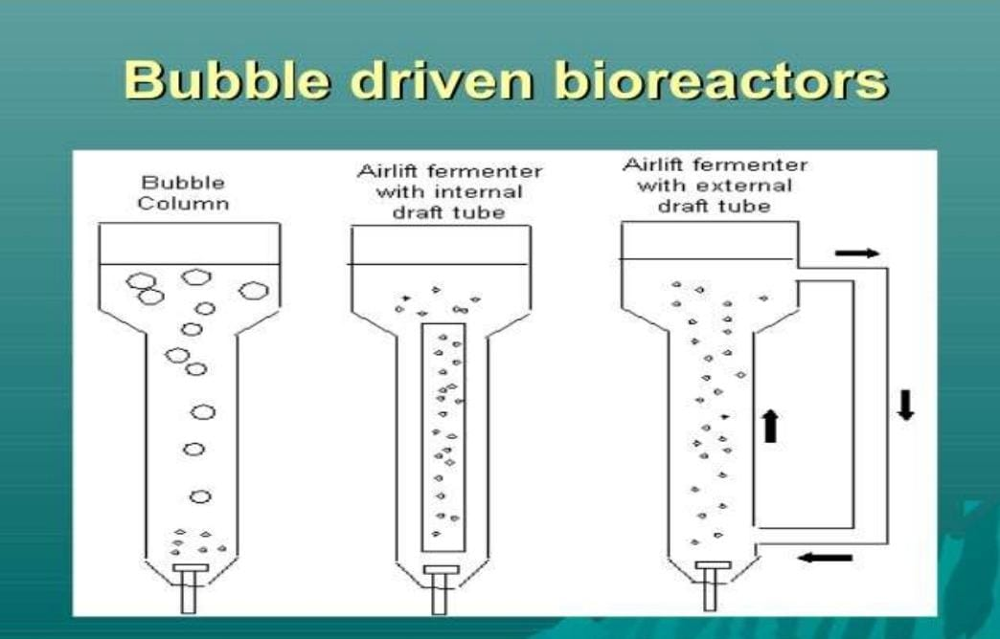 Bubble driven bioreactors
Bubble
Column
Airlift fermenter
with internal
draft tube
Airlift fermenter
with external
draft tube